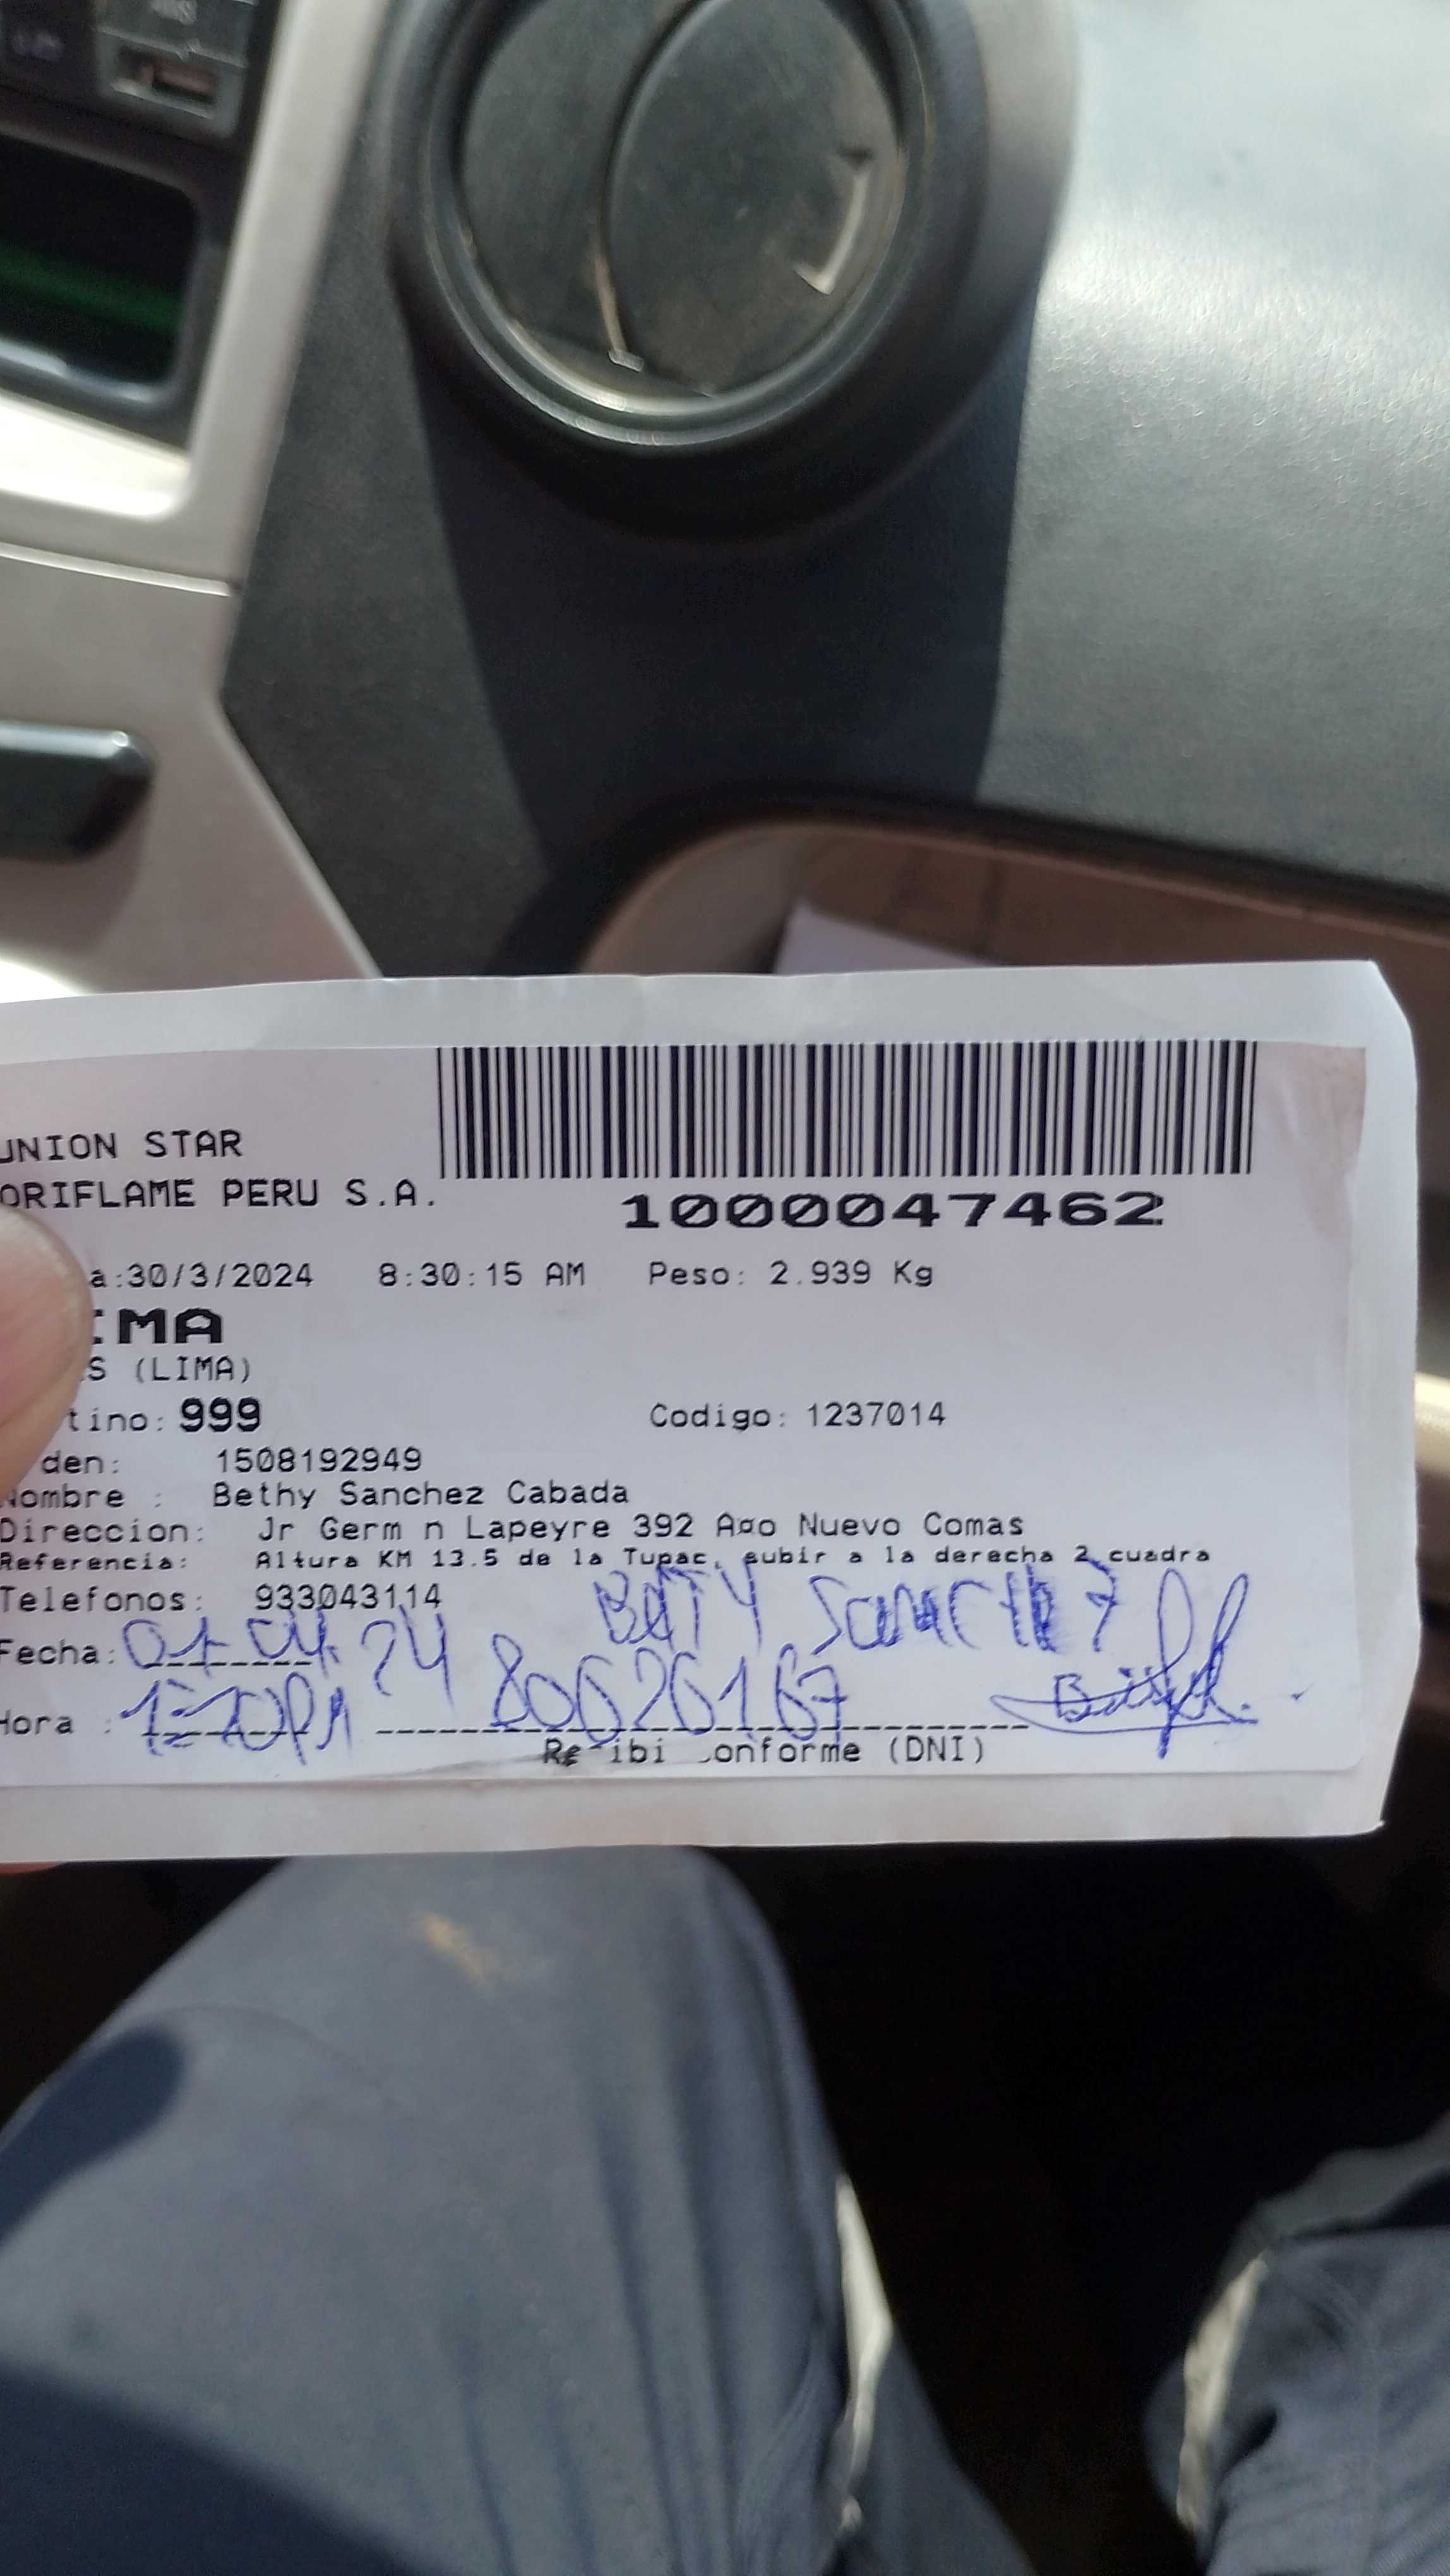 UNION STAR
ORIFLAME PERU S.A.
1000047462
a:30/3/2024 8:30:15 AM Peso: 2.939 Kg
IMA
S (LIMA)
tino: 999 Codigo: 1237014
den: 1508192949
Nombre : Bethy Sanchez Cabada
Direccion: Jr Germ n Lapeyre 392 Ago Nuevo Comas
Referencia: Altura KM 13.5 de la Tupac, subir a la derecha 2 cuadra
Telefonos: 933043114
BETY SANCHEZ
Fecha: 01-04-24
80626167
Hora :
Recibi conforme (DNI)